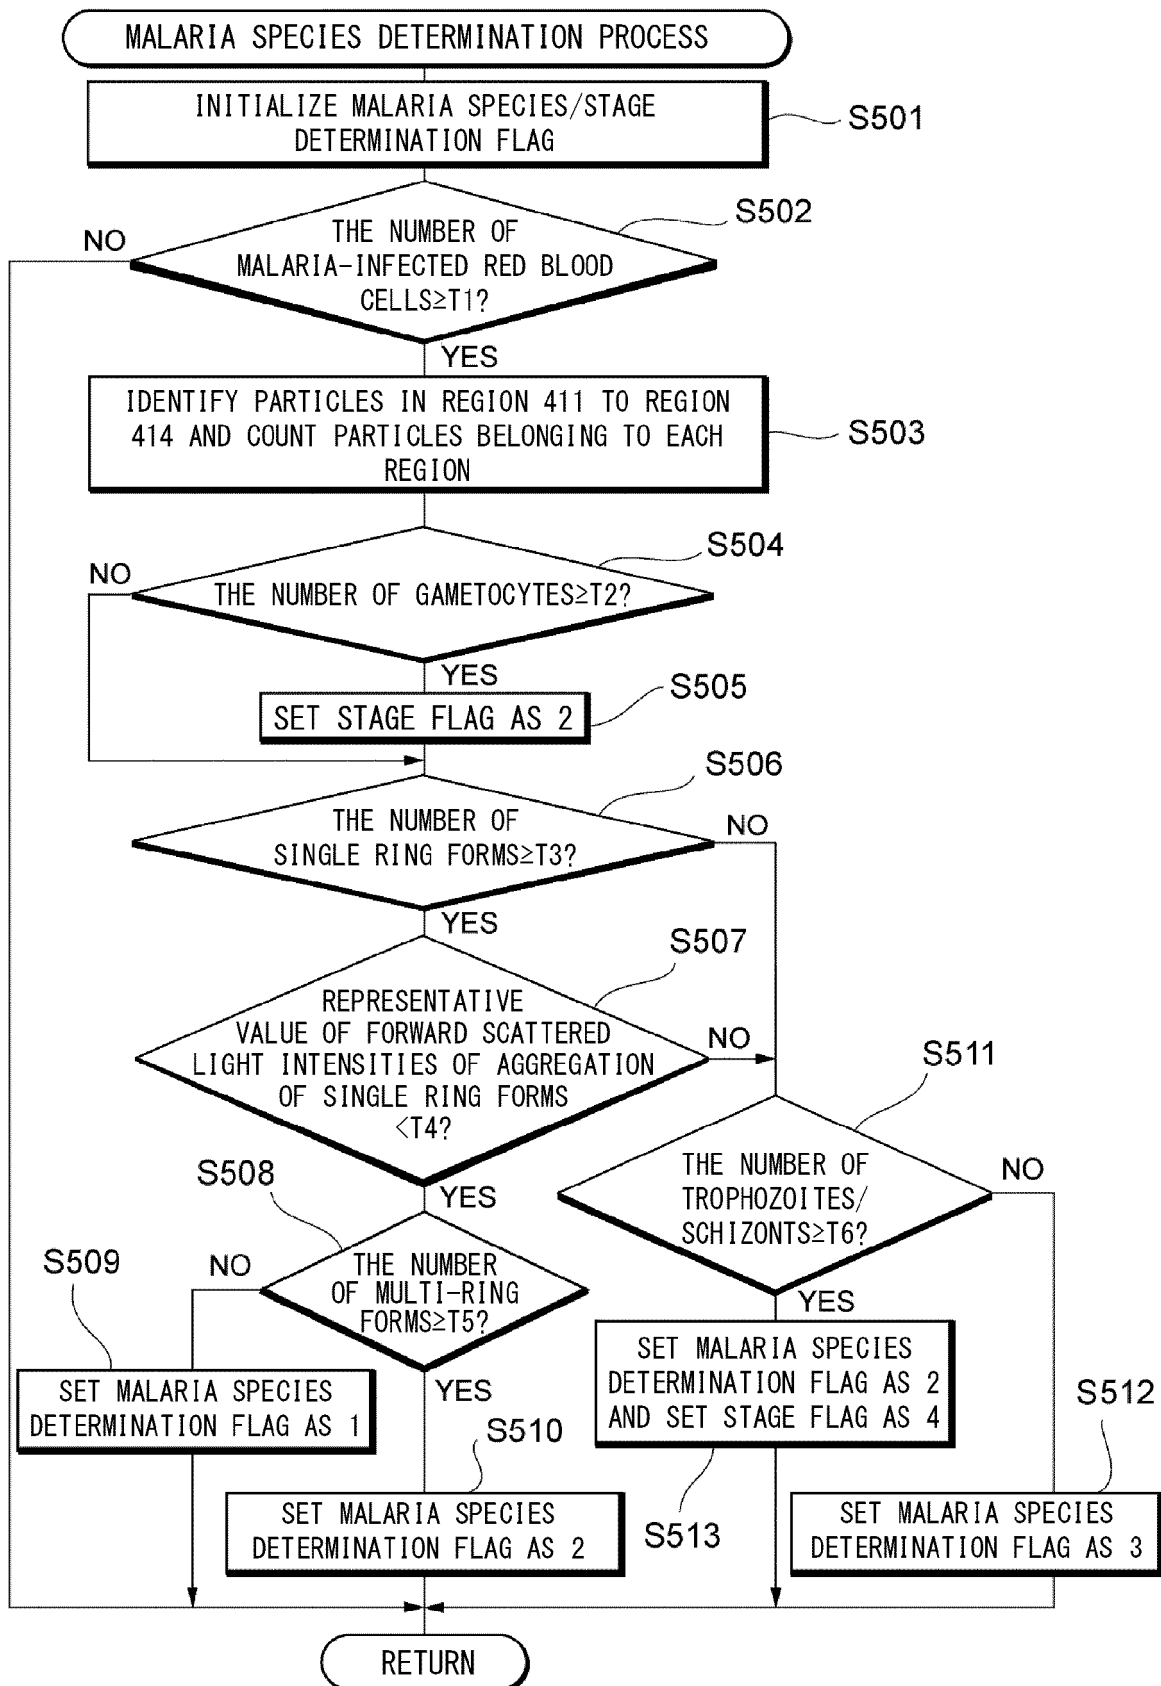 MALARIA SPECIES DETERMINATION PROCESS
INITIALIZE MALARIA SPECIES/STAGE
DETERMINATION FLAG
S501
S502
NO
THE NUMBER OF
MALARIA-INFECTED RED BLOOD
CELLS≥T1?
YES
IDENTIFY PARTICLES IN REGION 411 TO REGION
414 AND COUNT PARTICLES BELONGING TO EACH
REGION
S503
S504
NO
THE NUMBER OF GAMETOCYTES≥T2?
YES
S505
SET STAGE FLAG AS 2
S506
THE NUMBER OF
SINGLE RING FORMS≥T3?
NO
YES
S507
REPRESENTATIVE
VALUE OF FORWARD SCATTERED
LIGHT INTENSITIES OF AGGREGATION
OF SINGLE RING FORMS
<T4?
NO
YES
S511
THE NUMBER OF
TROPHOZOITES/
SCHIZONTS≥T6?
NO
YES
S508
THE NUMBER
OF MULTI-RING
FORMS≥T5?
NO
YES
S509
SET MALARIA SPECIES
DETERMINATION FLAG AS 1
S510
SET MALARIA SPECIES
DETERMINATION FLAG AS 2
SET MALARIA SPECIES
DETERMINATION FLAG AS 2
AND SET STAGE FLAG AS 4
S513
S512
SET MALARIA SPECIES
DETERMINATION FLAG AS 3
RETURN